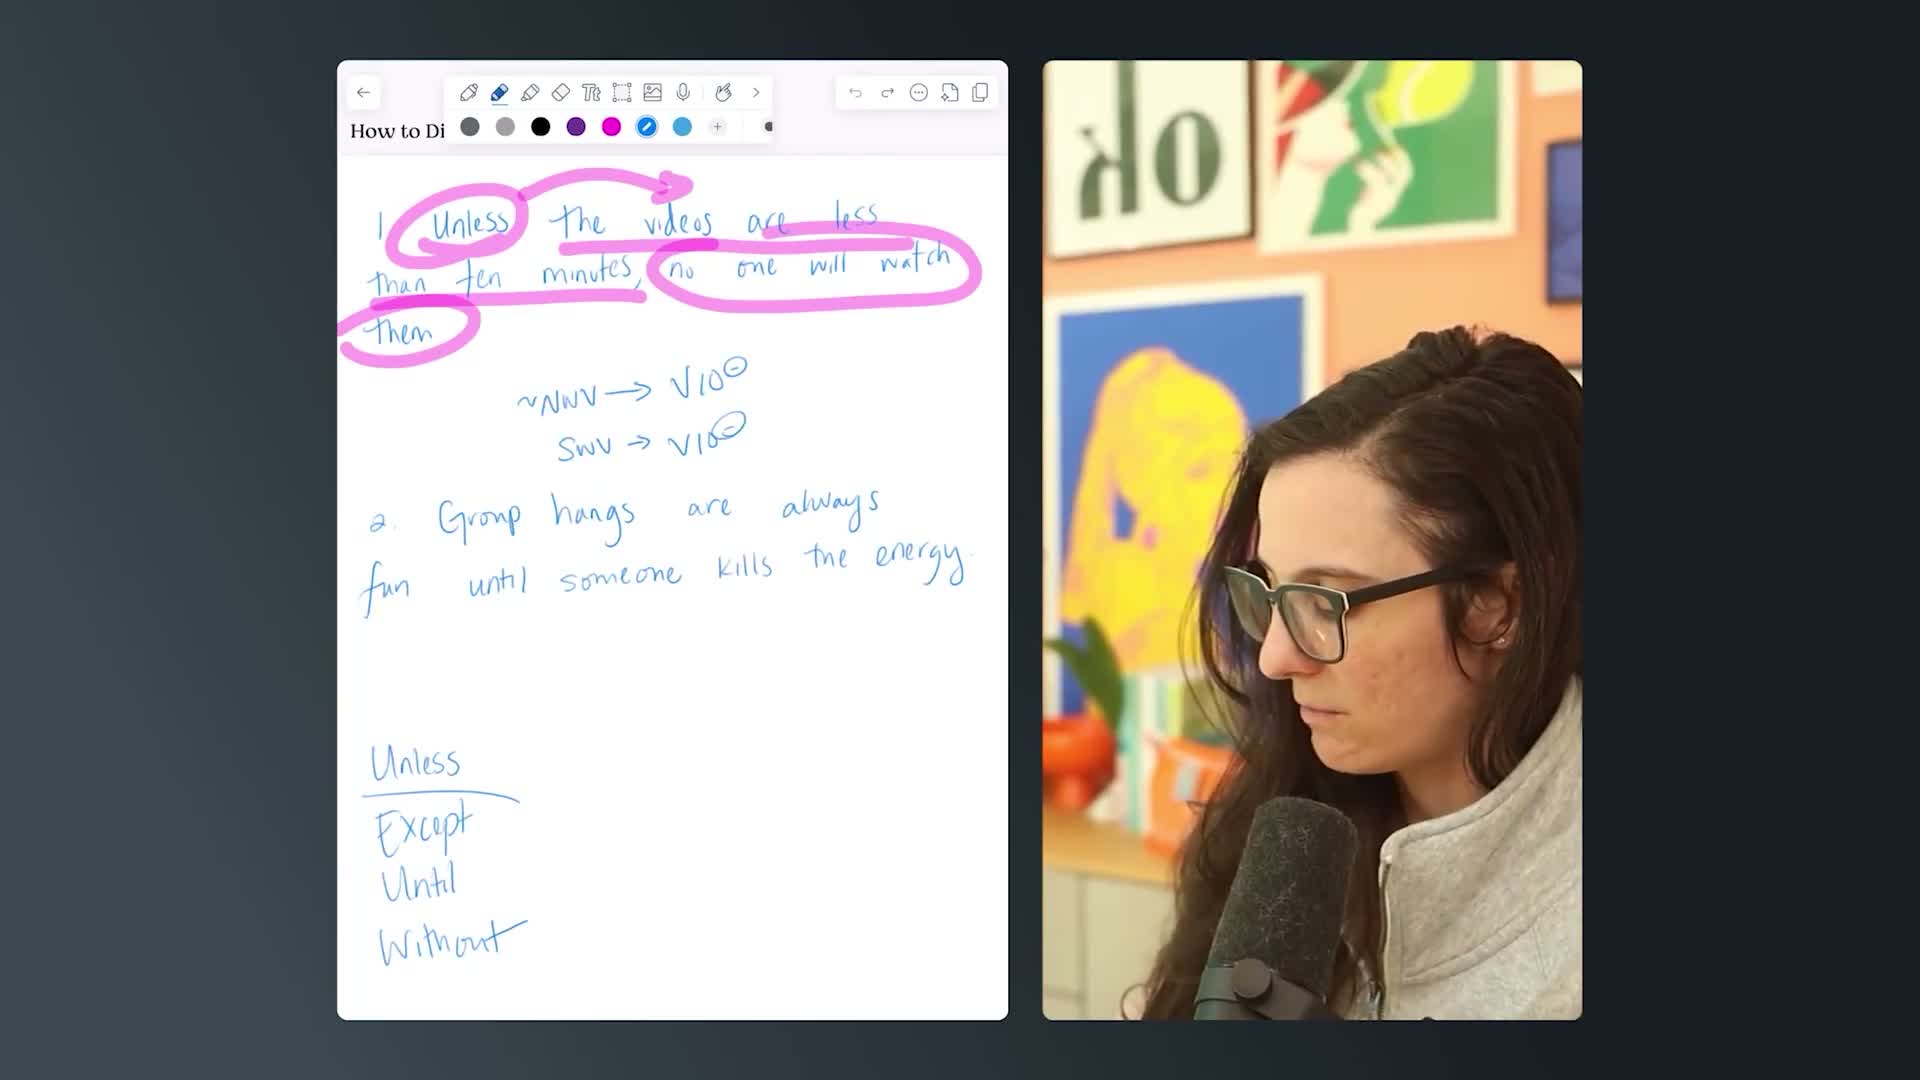 How to Di
1 Unless the videos are less
than ten minutes, no one will watch
them
~NWV → V10⁻
SWV → V10⁻
2. Group hangs are always
fun until someone kills the energy.
Unless
Except
Until
Without
Tt
ok